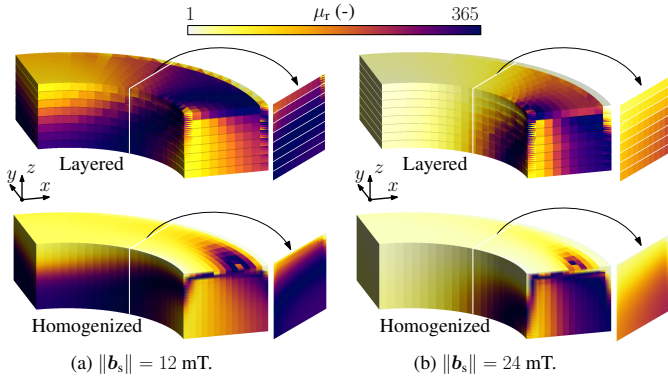 μr (-)
1 365
Layered Layered
y z x y z x
Homogenized Homogenized
(a) ‖bs‖ = 12 mT. (b) ‖bs‖ = 24 mT.